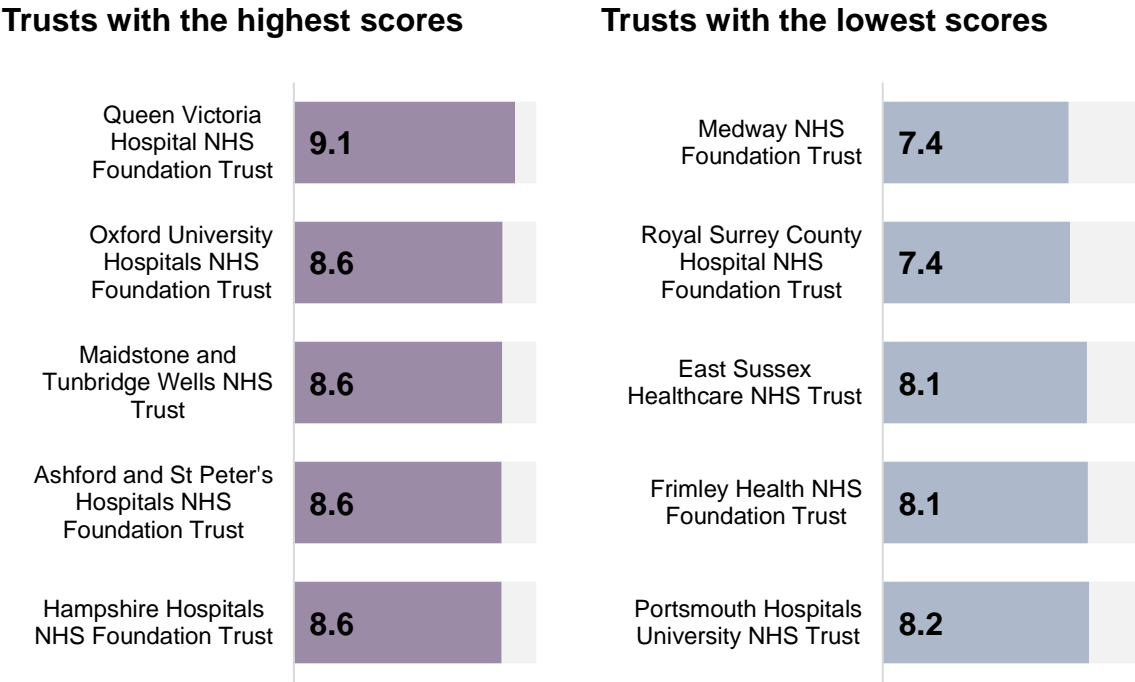 Trusts with the highest scores
Queen Victoria
Hospital NHS
Foundation Trust
9.1
Oxford University
Hospitals NHS
Foundation Trust
8.6
Maidstone and
Tunbridge Wells NHS
Trust
8.6
Ashford and St Peter's
Hospitals NHS
Foundation Trust
8.6
Hampshire Hospitals
NHS Foundation Trust
8.6
Trusts with the lowest scores
Medway NHS
Foundation Trust
7.4
Royal Surrey County
Hospital NHS
Foundation Trust
7.4
East Sussex
Healthcare NHS Trust
8.1
Frimley Health NHS
Foundation Trust
8.1
Portsmouth Hospitals
University NHS Trust
8.2